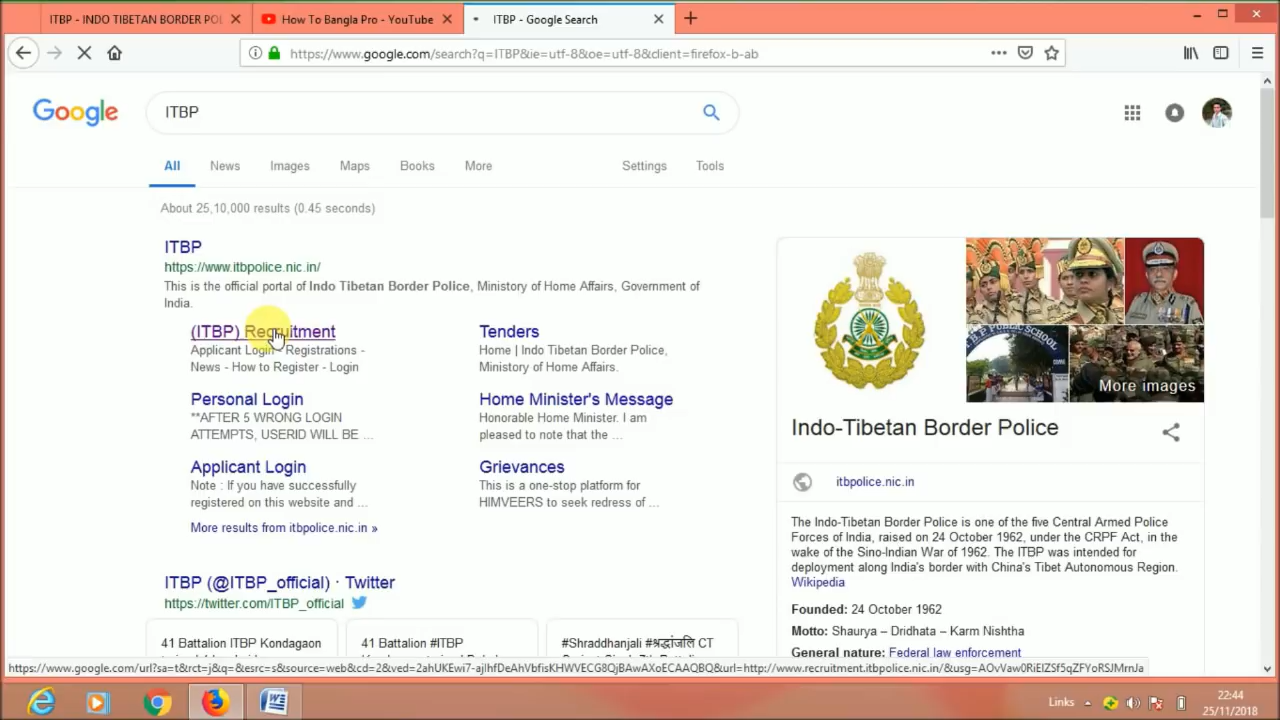 ITBP - INDO TIBETAN BORDER POL
How To Bangla Pro - YouTube
ITBP - Google Search
https://www.google.com/search?q=ITBP&ie=utf-8&oe=utf-8&client=firefox-b-ab
Google
ITBP
All News Images Maps Books More Settings Tools
About 25,10,000 results (0.45 seconds)
ITBP
https://www.itbpolice.nic.in/
This is the official portal of Indo Tibetan Border Police, Ministory of Home Affairs, Government of
India.
(ITBP) Recruitment
Applicant Login - Registrations -
News - How to Register - Login
Tenders
Home | Indo Tibetan Border Police,
Ministory of Home Affairs.
Personal Login
**AFTER 5 WRONG LOGIN
ATTEMPTS, USERID WILL BE ...
Home Minister's Message
Honorable Home Minister. I am
pleased to note that the ...
Applicant Login
Note : If you have successfully
registered on this website and ...
Grievances
This is a one-stop platform for
HIMVEERS to seek redress of ...
More results from itbpolice.nic.in »
ITBP (@ITBP_official) · Twitter
https://twitter.com/ITBP_official
41 Battalion ITBP Kondagaon
41 Battalion #ITBP
#Shraddhanjali #श्रद्धांजलि CT
PUBLIC SCHOOL
More images
Indo-Tibetan Border Police
itbpolice.nic.in
The Indo-Tibetan Border Police is one of the five Central Armed Police
Forces of India, raised on 24 October 1962, under the CRPF Act, in the
wake of the Sino-Indian War of 1962. The ITBP was intended for
deployment along India's border with China's Tibet Autonomous Region.
Wikipedia
Founded: 24 October 1962
Motto: Shaurya – Dridhata – Karm Nishtha
General nature: Federal law enforcement
Links
22:44
25/11/2018